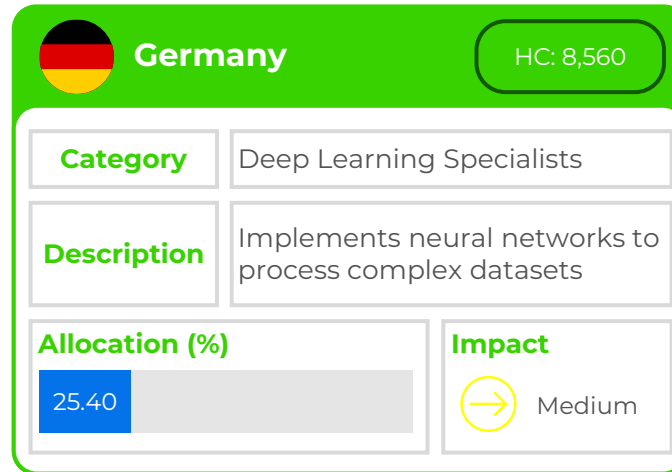 Germany
HC: 8,560
Category
Deep Learning Specialists
Description
Implements neural networks to
process complex datasets
Allocation (%)
25.40
Impact
Medium